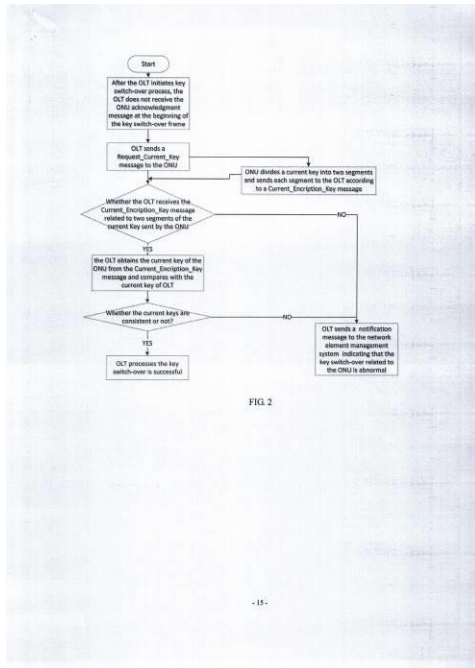 Start
After the OLT initiates key
switch-over process, the
OLT does not receive the
ONU acknowledgment
message at the beginning of
the key switch-over frame
OLT sends a
Request_Current_Key
message to the ONU
ONU divides a current key into two segments
and sends each segment to the OLT according
to a Current_Encription_Key message
Whether the OLT receives the
Current_Encription_Key message
related to two segments of the
current Key sent by the ONU
NO
YES
the OLT obtains the current key of the
ONU from the Current_Encription_Key
message and compares with the
current key of OLT
Whether the current keys are
consistent or not?
NO
YES
OLT sends a notification
message to the network
element management
system indicating that the
key switch-over related to
the ONU is abnormal
OLT processes the key
switch-over is successful
FIG. 2
- 15 -